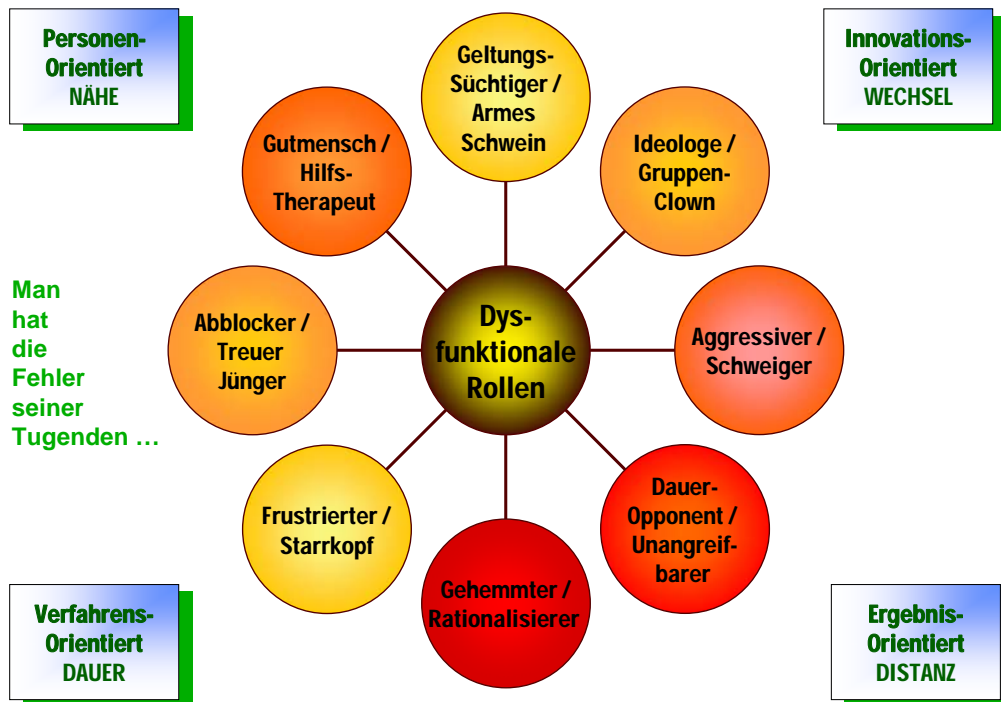 Personen-
Orientiert
NÄHE
Geltungs-
Süchtiger /
Armes
Schwein
Innovations-
Orientiert
WECHSEL
Gutmensch /
Hilfs-
Therapeut
Ideologe /
Gruppen-
Clown
Man
hat
die
Fehler
seiner
Tugenden …
Abblocker /
Treuer
Jünger
Dys-
funktionale
Rollen
Aggressiver /
Schweiger
Frustrierter /
Starrkopf
Dauer-
Opponent /
Unangreif-
barer
Gehemmter /
Rationalisierer
Verfahrens-
Orientiert
DAUER
Ergebnis-
Orientiert
DISTANZ